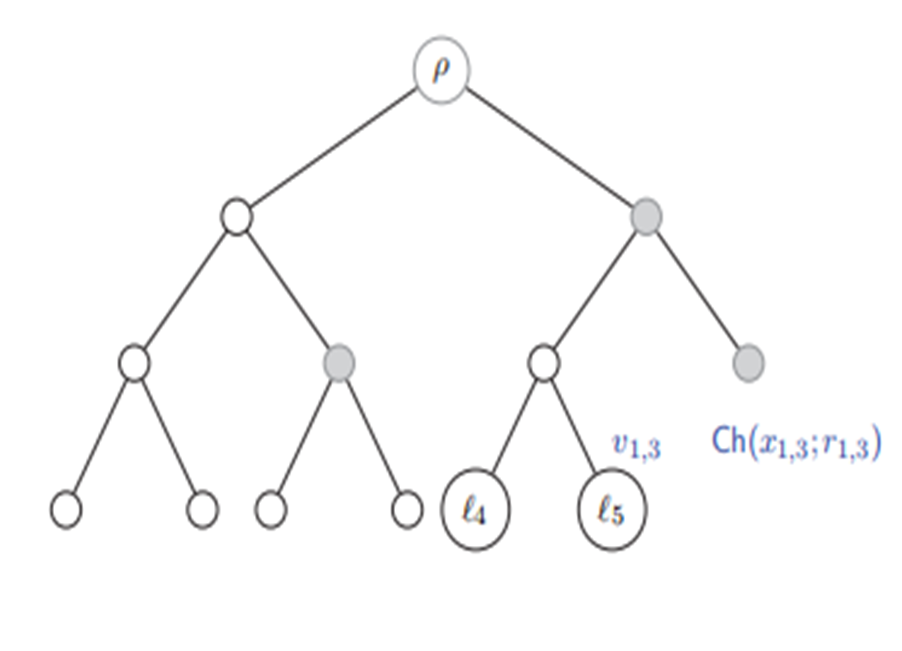 ρ
v₁,₃ Ch(x₁,₃; r₁,₃)
ℓ₄ ℓ₅